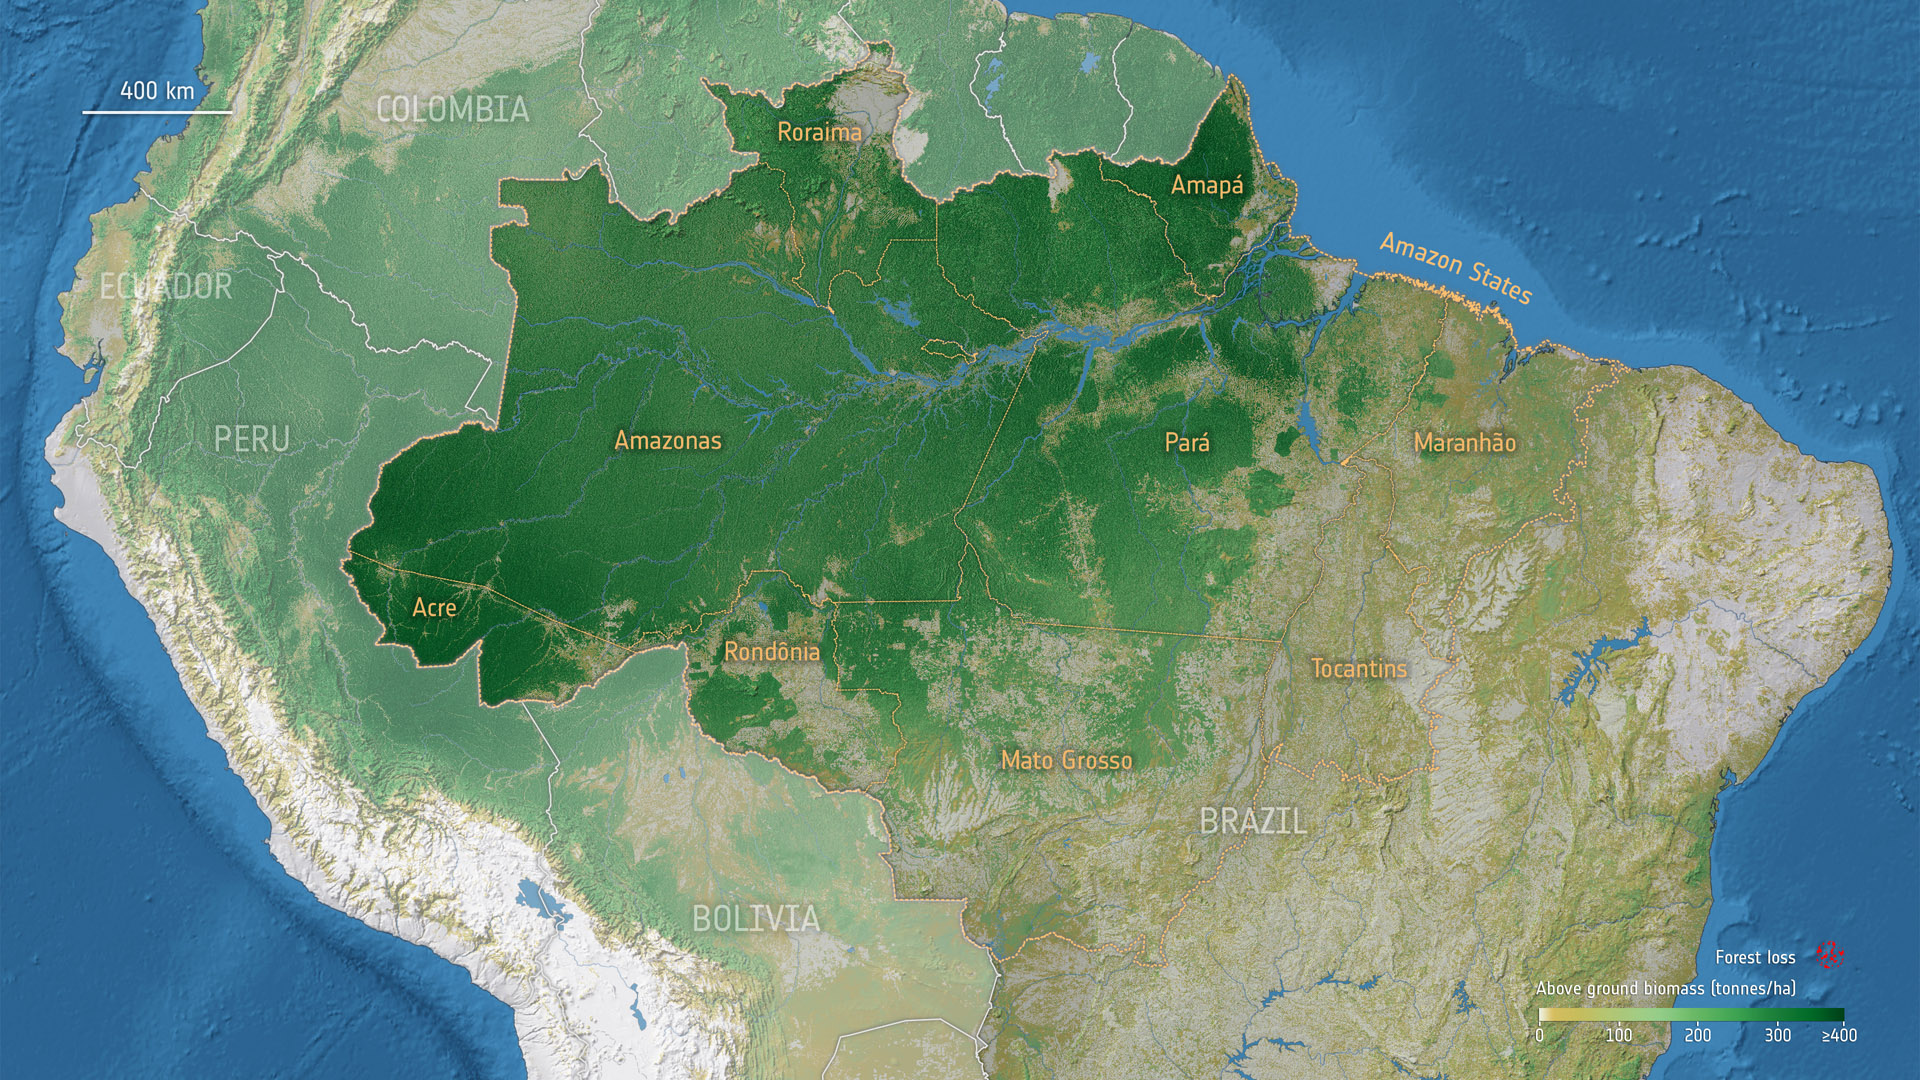 400 km
COLOMBIA
Roraima
Amapá
Amazon States
ECUADOR
PERU
Amazonas
Pará
Maranhão
Acre
Rondônia
Tocantins
Mato Grosso
BRAZIL
BOLIVIA
Forest loss
Above ground biomass (tonnes/ha)
0 100 200 300 ≥400